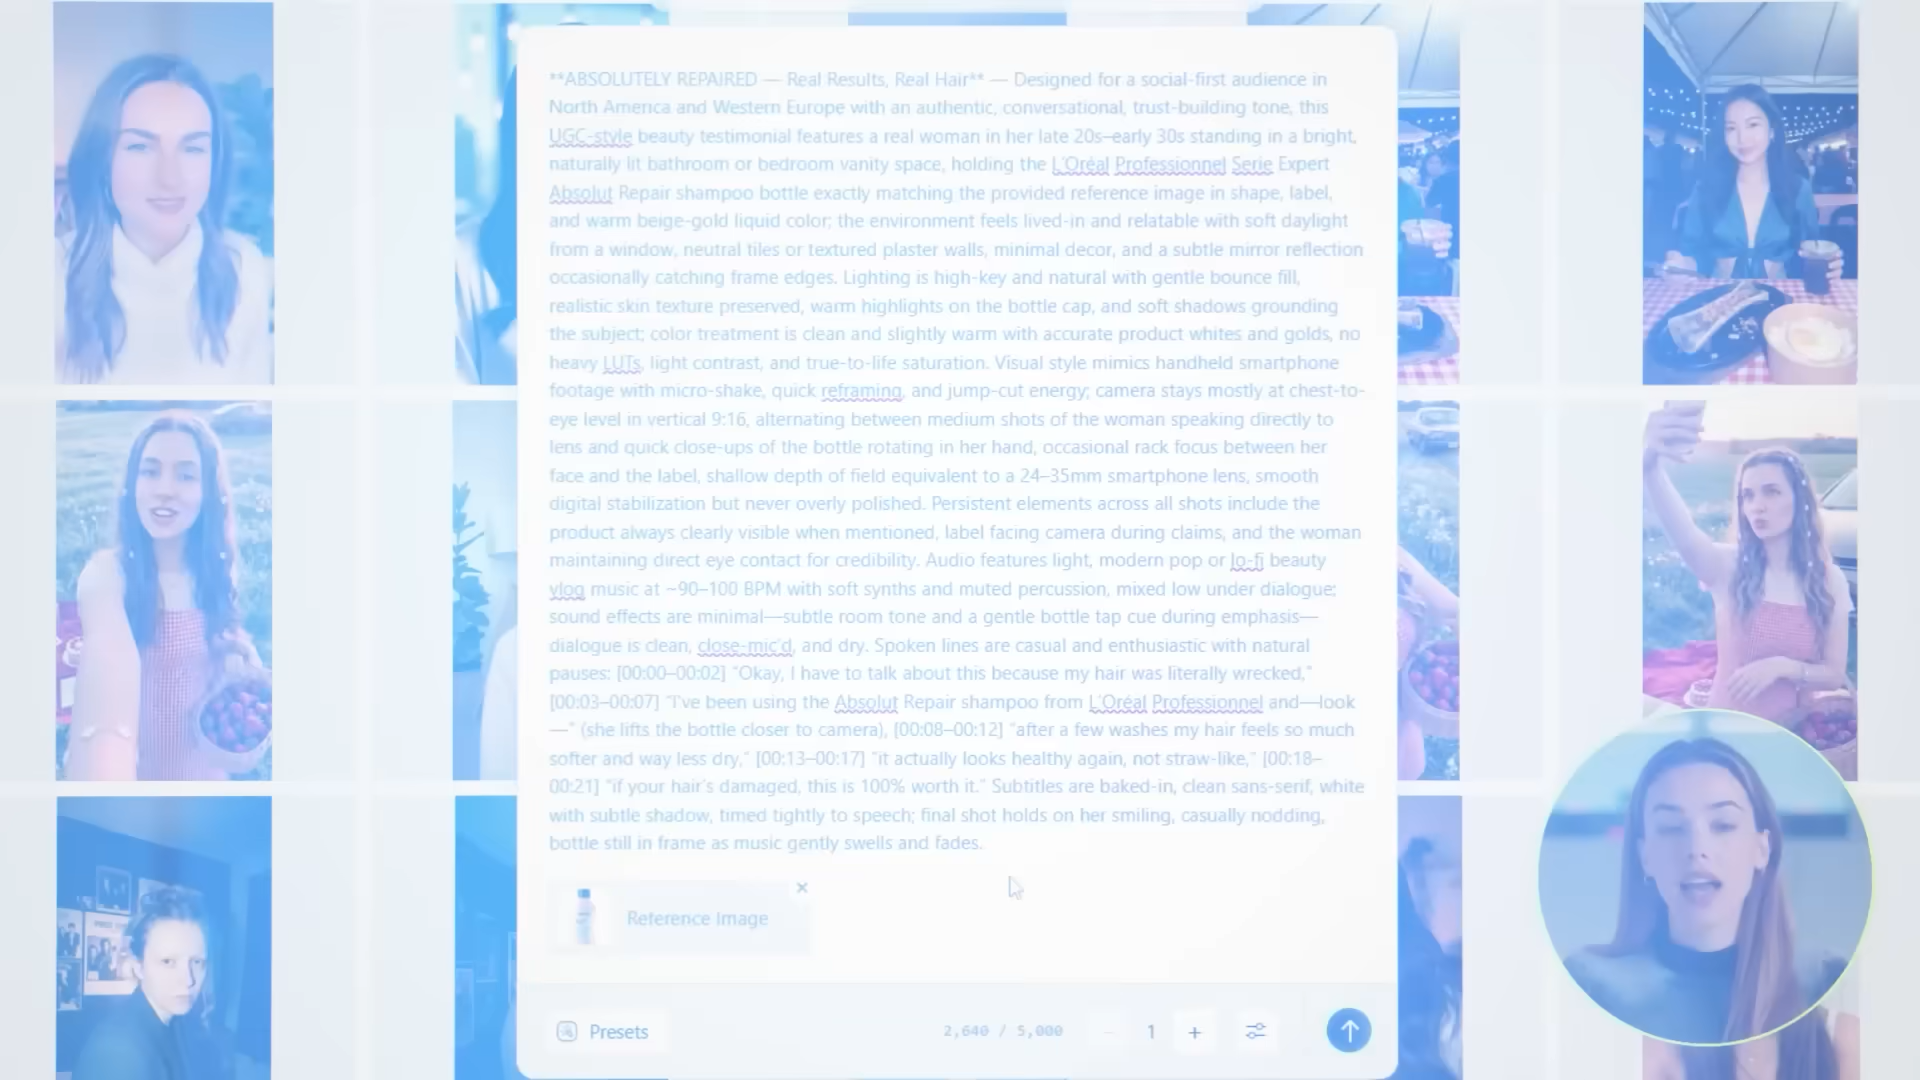 **ABSOLUTELY REPAIRED — Real Results, Real Hair** — Designed for a social-first audience in
North America and Western Europe with an authentic, conversational, trust-building tone, this
UGC-style beauty testimonial features a real woman in her late 20s–early 30s standing in a bright,
naturally lit bathroom or bedroom vanity space, holding the L'Oréal Professionnel Serie Expert
Absolut Repair shampoo bottle exactly matching the provided reference image in shape, label,
and warm beige-gold liquid color; the environment feels lived-in and relatable with soft daylight
from a window, neutral tiles or textured plaster walls, minimal decor, and a subtle mirror reflection
occasionally catching frame edges. Lighting is high-key and natural with gentle bounce fill,
realistic skin texture preserved, warm highlights on the bottle cap, and soft shadows grounding
the subject; color treatment is clean and slightly warm with accurate product whites and golds, no
heavy LUTs, light contrast, and true-to-life saturation. Visual style mimics handheld smartphone
footage with micro-shake, quick reframing, and jump-cut energy; camera stays mostly at chest-to-
eye level in vertical 9:16, alternating between medium shots of the woman speaking directly to
lens and quick close-ups of the bottle rotating in her hand, occasional rack focus between her
face and the label, shallow depth of field equivalent to a 24–35mm smartphone lens, smooth
digital stabilization but never overly polished. Persistent elements across all shots include the
product always clearly visible when mentioned, label facing camera during claims, and the woman
maintaining direct eye contact for credibility. Audio features light, modern pop or lo-fi beauty
vlog music at ~90–100 BPM with soft synths and muted percussion, mixed low under dialogue;
sound effects are minimal—subtle room tone and a gentle bottle tap cue during emphasis—
dialogue is clean, close-mic'd, and dry. Spoken lines are casual and enthusiastic with natural
pauses: [00:00–00:02] "Okay, I have to talk about this because my hair was literally wrecked,"
[00:03–00:07] "I've been using the Absolut Repair shampoo from L'Oréal Professionnel and—look
—" (she lifts the bottle closer to camera), [00:08–00:12] "after a few washes my hair feels so much
softer and way less dry," [00:13–00:17] "it actually looks healthy again, not straw-like," [00:18–
00:21] "if your hair's damaged, this is 100% worth it." Subtitles are baked-in, clean sans-serif, white
with subtle shadow, timed tightly to speech; final shot holds on her smiling, casually nodding,
bottle still in frame as music gently swells and fades.
Reference Image
Presets
2,640 / 5,000
1